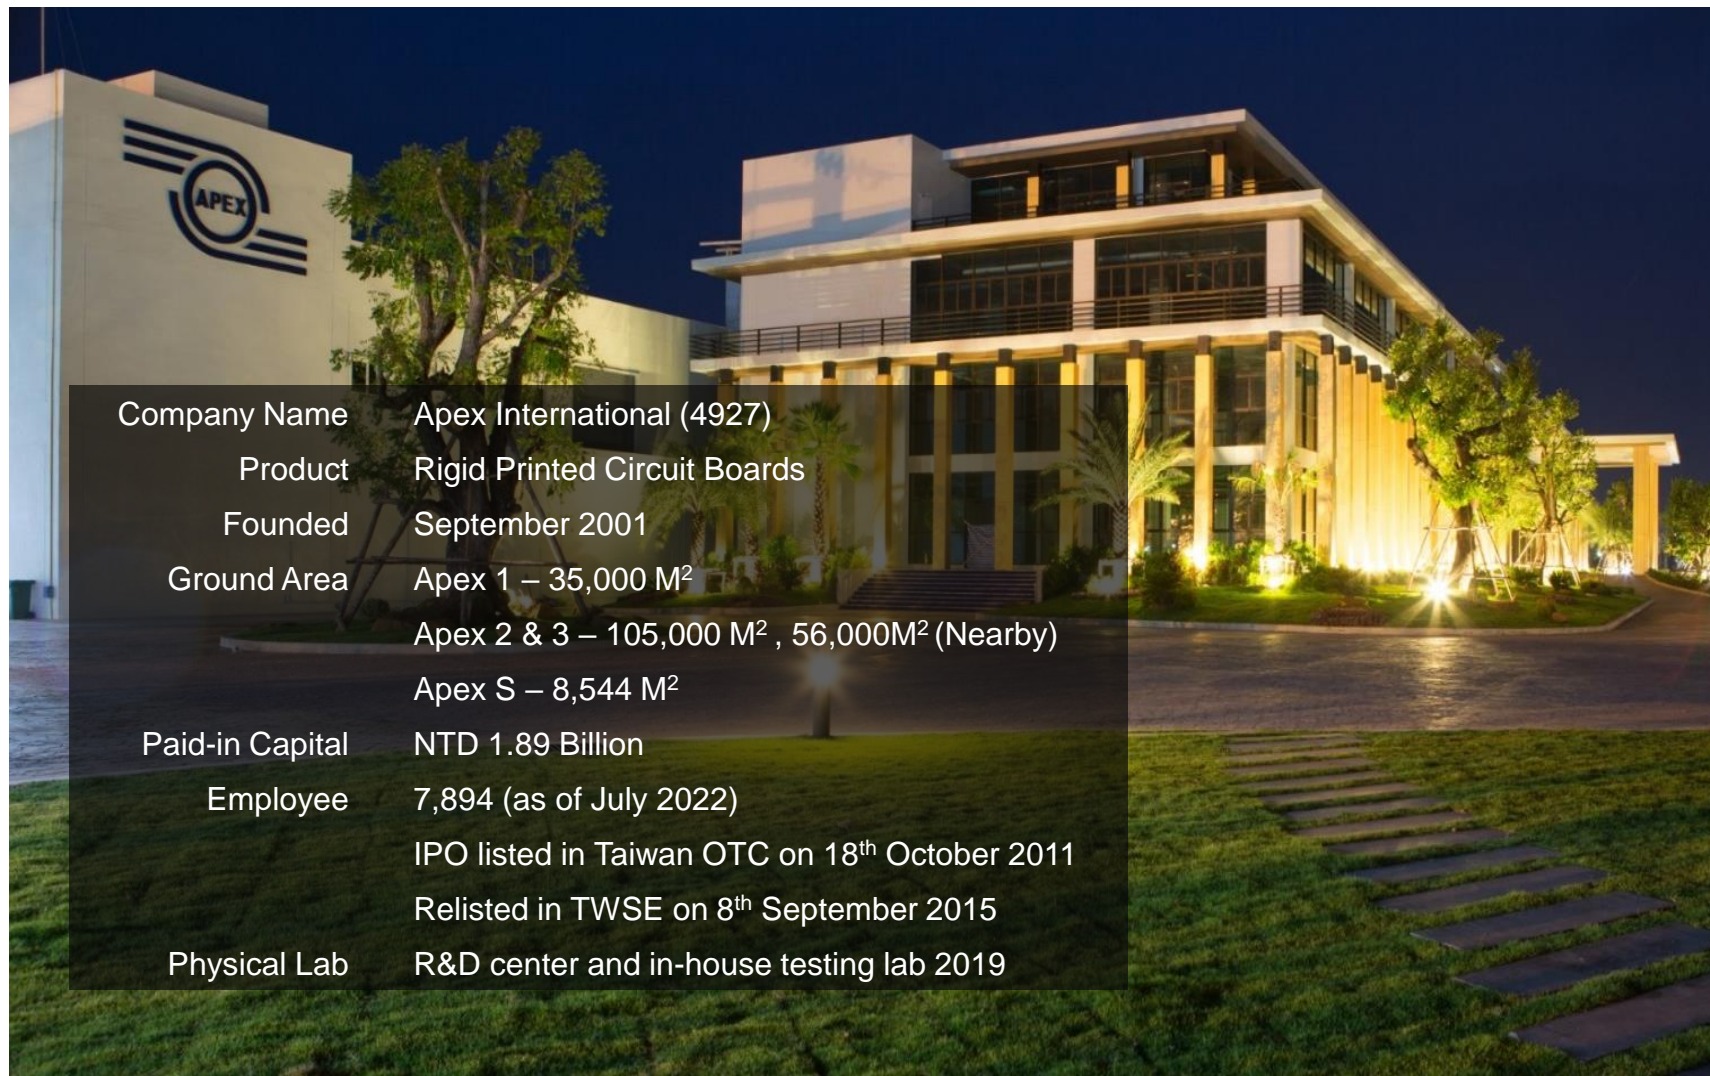 APEX
Company Name Apex International (4927)
Product Rigid Printed Circuit Boards
Founded September 2001
Ground Area Apex 1 – 35,000 M²
Apex 2 & 3 – 105,000 M² , 56,000M² (Nearby)
Apex S – 8,544 M²
Paid-in Capital NTD 1.89 Billion
Employee 7,894 (as of July 2022)
IPO listed in Taiwan OTC on 18th October 2011
Relisted in TWSE on 8th September 2015
Physical Lab R&D center and in-house testing lab 2019